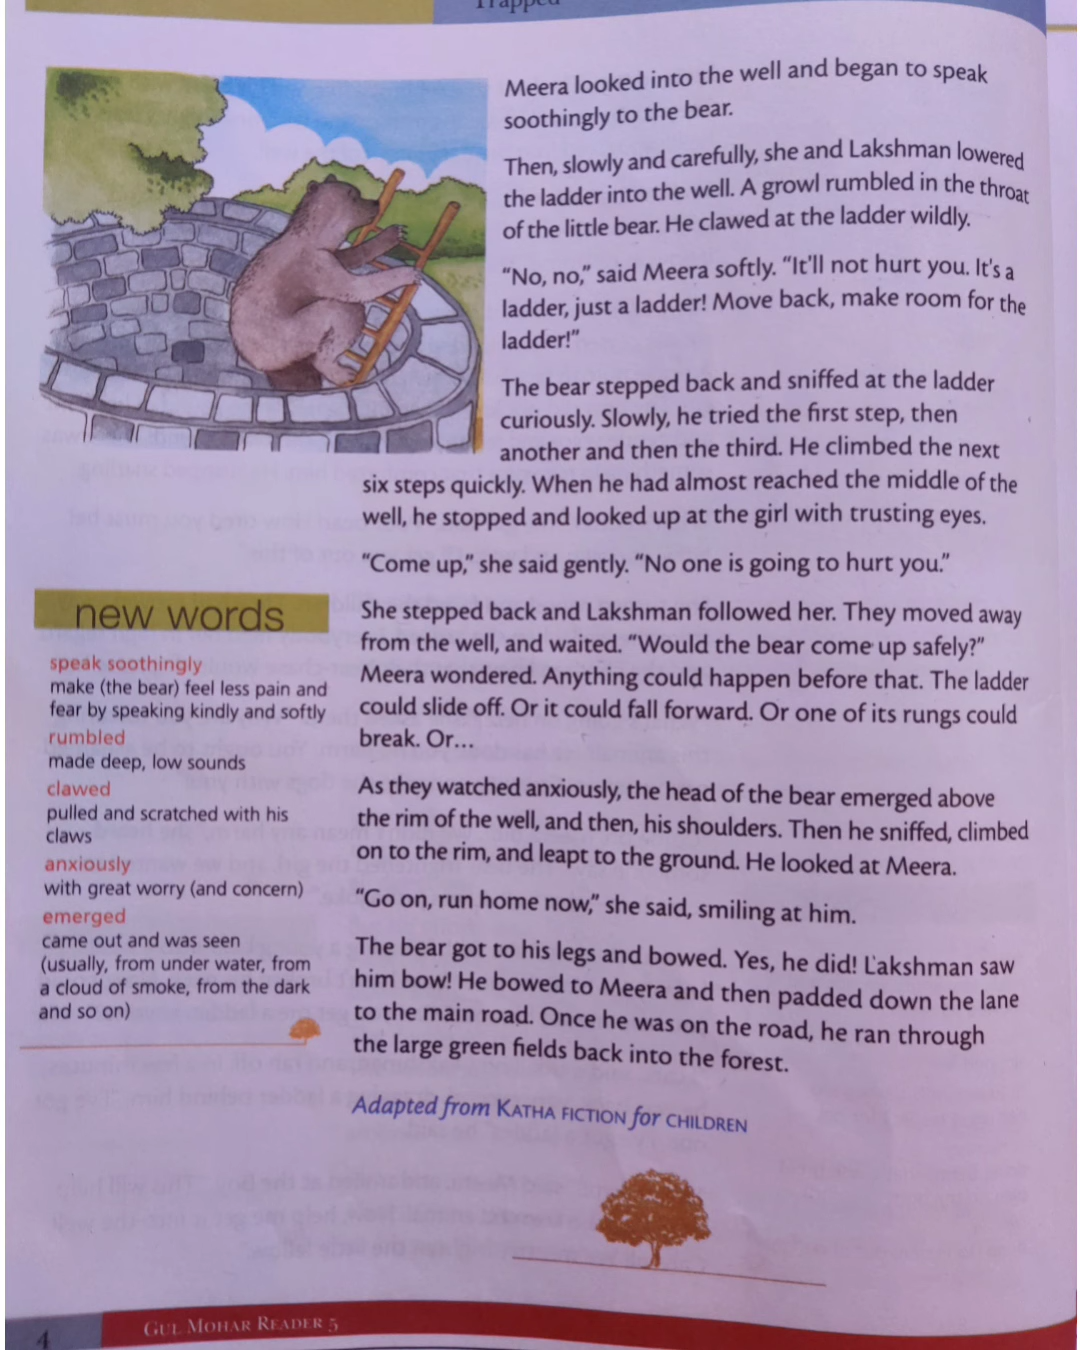 Trapped
Meera looked into the well and began to speak
soothingly to the bear.
Then, slowly and carefully, she and Lakshman lowered
the ladder into the well. A growl rumbled in the throat
of the little bear. He clawed at the ladder wildly.
“No, no,” said Meera softly. “It’ll not hurt you. It’s a
ladder, just a ladder! Move back, make room for the
ladder!”
The bear stepped back and sniffed at the ladder
curiously. Slowly, he tried the first step, then
another and then the third. He climbed the next
six steps quickly. When he had almost reached the middle of the
well, he stopped and looked up at the girl with trusting eyes.
“Come up,” she said gently. “No one is going to hurt you.”
She stepped back and Lakshman followed her. They moved away
from the well, and waited. “Would the bear come up safely?”
Meera wondered. Anything could happen before that. The ladder
could slide off. Or it could fall forward. Or one of its rungs could
break. Or...
As they watched anxiously, the head of the bear emerged above
the rim of the well, and then, his shoulders. Then he sniffed, climbed
on to the rim, and leapt to the ground. He looked at Meera.
“Go on, run home now,” she said, smiling at him.
The bear got to his legs and bowed. Yes, he did! Lakshman saw
him bow! He bowed to Meera and then padded down the lane
to the main road. Once he was on the road, he ran through
the large green fields back into the forest.
Adapted from KATHA FICTION for CHILDREN
new words
speak soothingly
make (the bear) feel less pain and
fear by speaking kindly and softly
rumbled
made deep, low sounds
clawed
pulled and scratched with his
claws
anxiously
with great worry (and concern)
emerged
came out and was seen
(usually, from under water, from
a cloud of smoke, from the dark
and so on)
4
GUL MOHAR READER 5